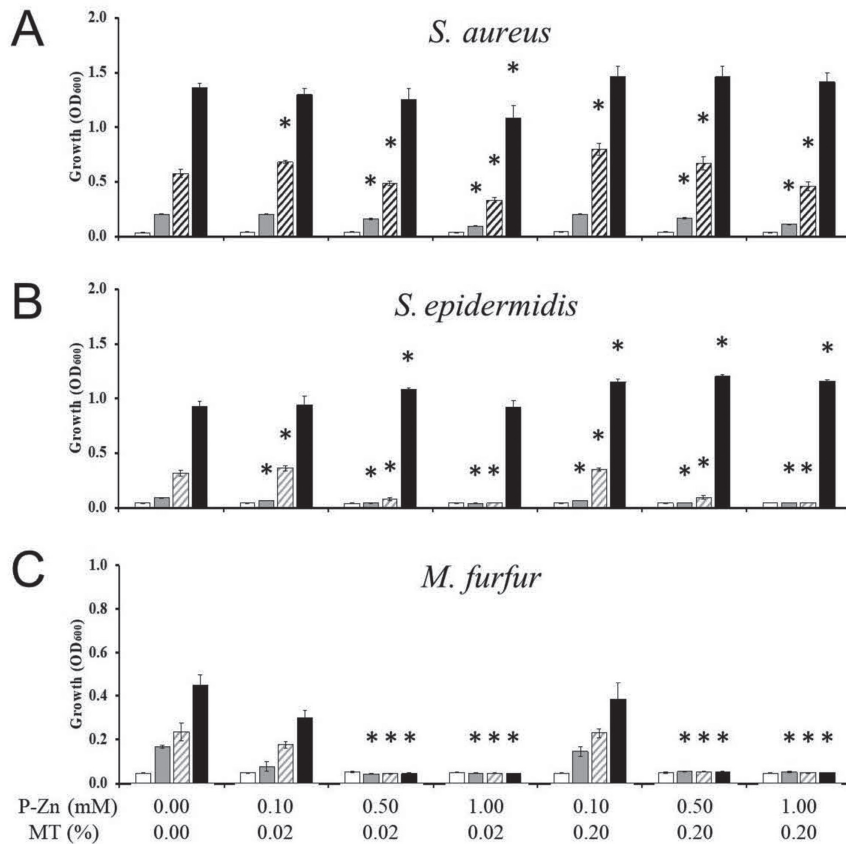 A
S. aureus
Growth (OD600)
2.0
1.5
1.0
0.5
0.0
* * * * * * * * * * *
B
S. epidermidis
Growth (OD600)
2.0
1.5
1.0
0.5
0.0
* * * * * * * * * * * * * * * *
C
M. furfur
Growth (OD600)
1.0
0.8
0.6
0.4
0.2
0.0
* * * * * * * * * * * *
P-Zn (mM) 0.00 0.10 0.50 1.00 0.10 0.50 1.00
MT (%) 0.00 0.02 0.02 0.02 0.20 0.20 0.20